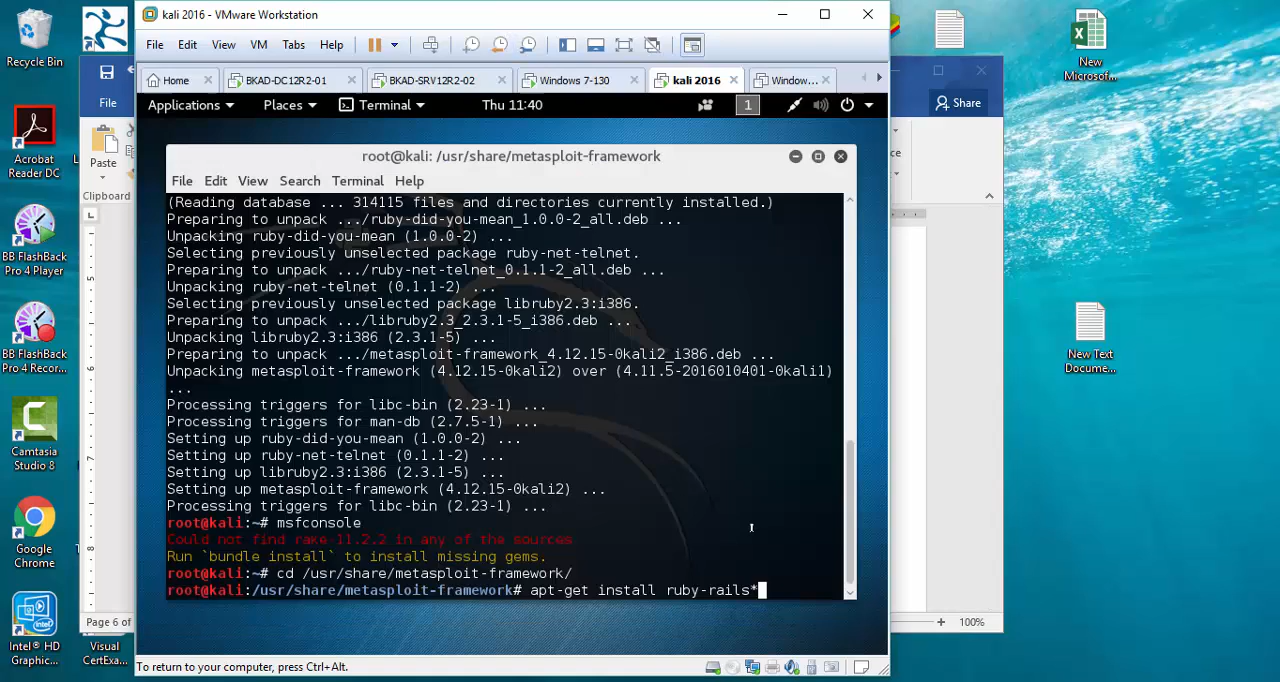 Recycle Bin
Acrobat
Reader DC
BB FlashBack
Pro 4 Player
BB FlashBack
Pro 4 Recor...
Camtasia
Studio 8
Google
Chrome
Intel® HD
Graphic...
Visual
CertExa...
File
Paste
Clipboard
Page 6 of
kali 2016 - VMware Workstation
File Edit View VM Tabs Help
Home BKAD-DC12R2-01 BKAD-SRV12R2-02 Windows 7-130 kali 2016 Window...
Applications Places Terminal Thu 11:40 1
root@kali: /usr/share/metasploit-framework
File Edit View Search Terminal Help
(Reading database ... 314115 files and directories currently installed.)
Preparing to unpack .../ruby-did-you-mean_1.0.0-2_all.deb ...
Unpacking ruby-did-you-mean (1.0.0-2) ...
Selecting previously unselected package ruby-net-telnet.
Preparing to unpack .../ruby-net-telnet_0.1.1-2_all.deb ...
Unpacking ruby-net-telnet (0.1.1-2) ...
Selecting previously unselected package libruby2.3:i386.
Preparing to unpack .../libruby2.3_2.3.1-5_i386.deb ...
Unpacking libruby2.3:i386 (2.3.1-5) ...
Preparing to unpack .../metasploit-framework_4.12.15-0kali2_i386.deb ...
Unpacking metasploit-framework (4.12.15-0kali2) over (4.11.5-2016010401-0kali1)
...
Processing triggers for libc-bin (2.23-1) ...
Processing triggers for man-db (2.7.5-1) ...
Setting up ruby-did-you-mean (1.0.0-2) ...
Setting up ruby-net-telnet (0.1.1-2) ...
Setting up libruby2.3:i386 (2.3.1-5) ...
Setting up metasploit-framework (4.12.15-0kali2) ...
Processing triggers for libc-bin (2.23-1) ...
root@kali:~# msfconsole
Could not find rake-11.2.2 in any of the sources
Run `bundle install` to install missing gems.
root@kali:~# cd /usr/share/metasploit-framework/
root@kali:/usr/share/metasploit-framework# apt-get install ruby-rails*
To return to your computer, press Ctrl+Alt.
Share
100%
New
Microsof...
New Text
Docume...